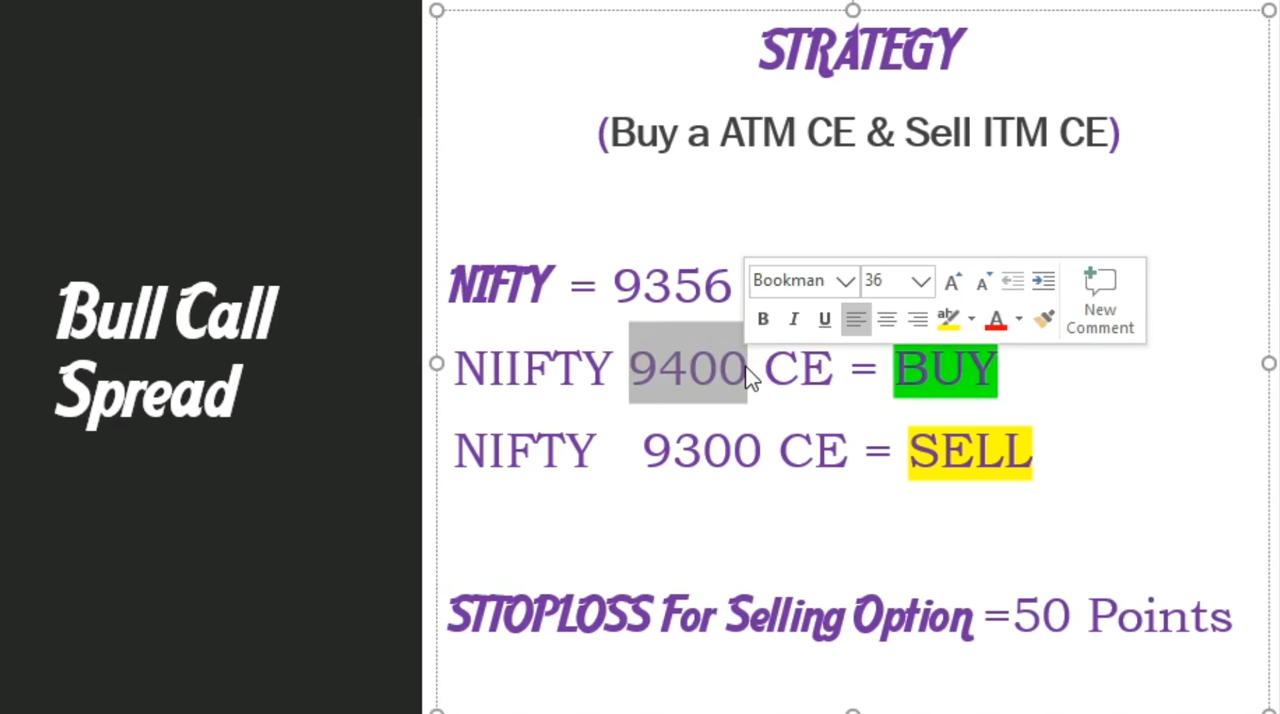 Bull Call
Spread
STRATEGY
(Buy a ATM CE & Sell ITM CE)
NIFTY = 9356
Bookman 36
B I U
New
Comment
NIIFTY 9400 CE = BUY
NIFTY 9300 CE = SELL
STTOPLOSS For Selling Option =50 Points